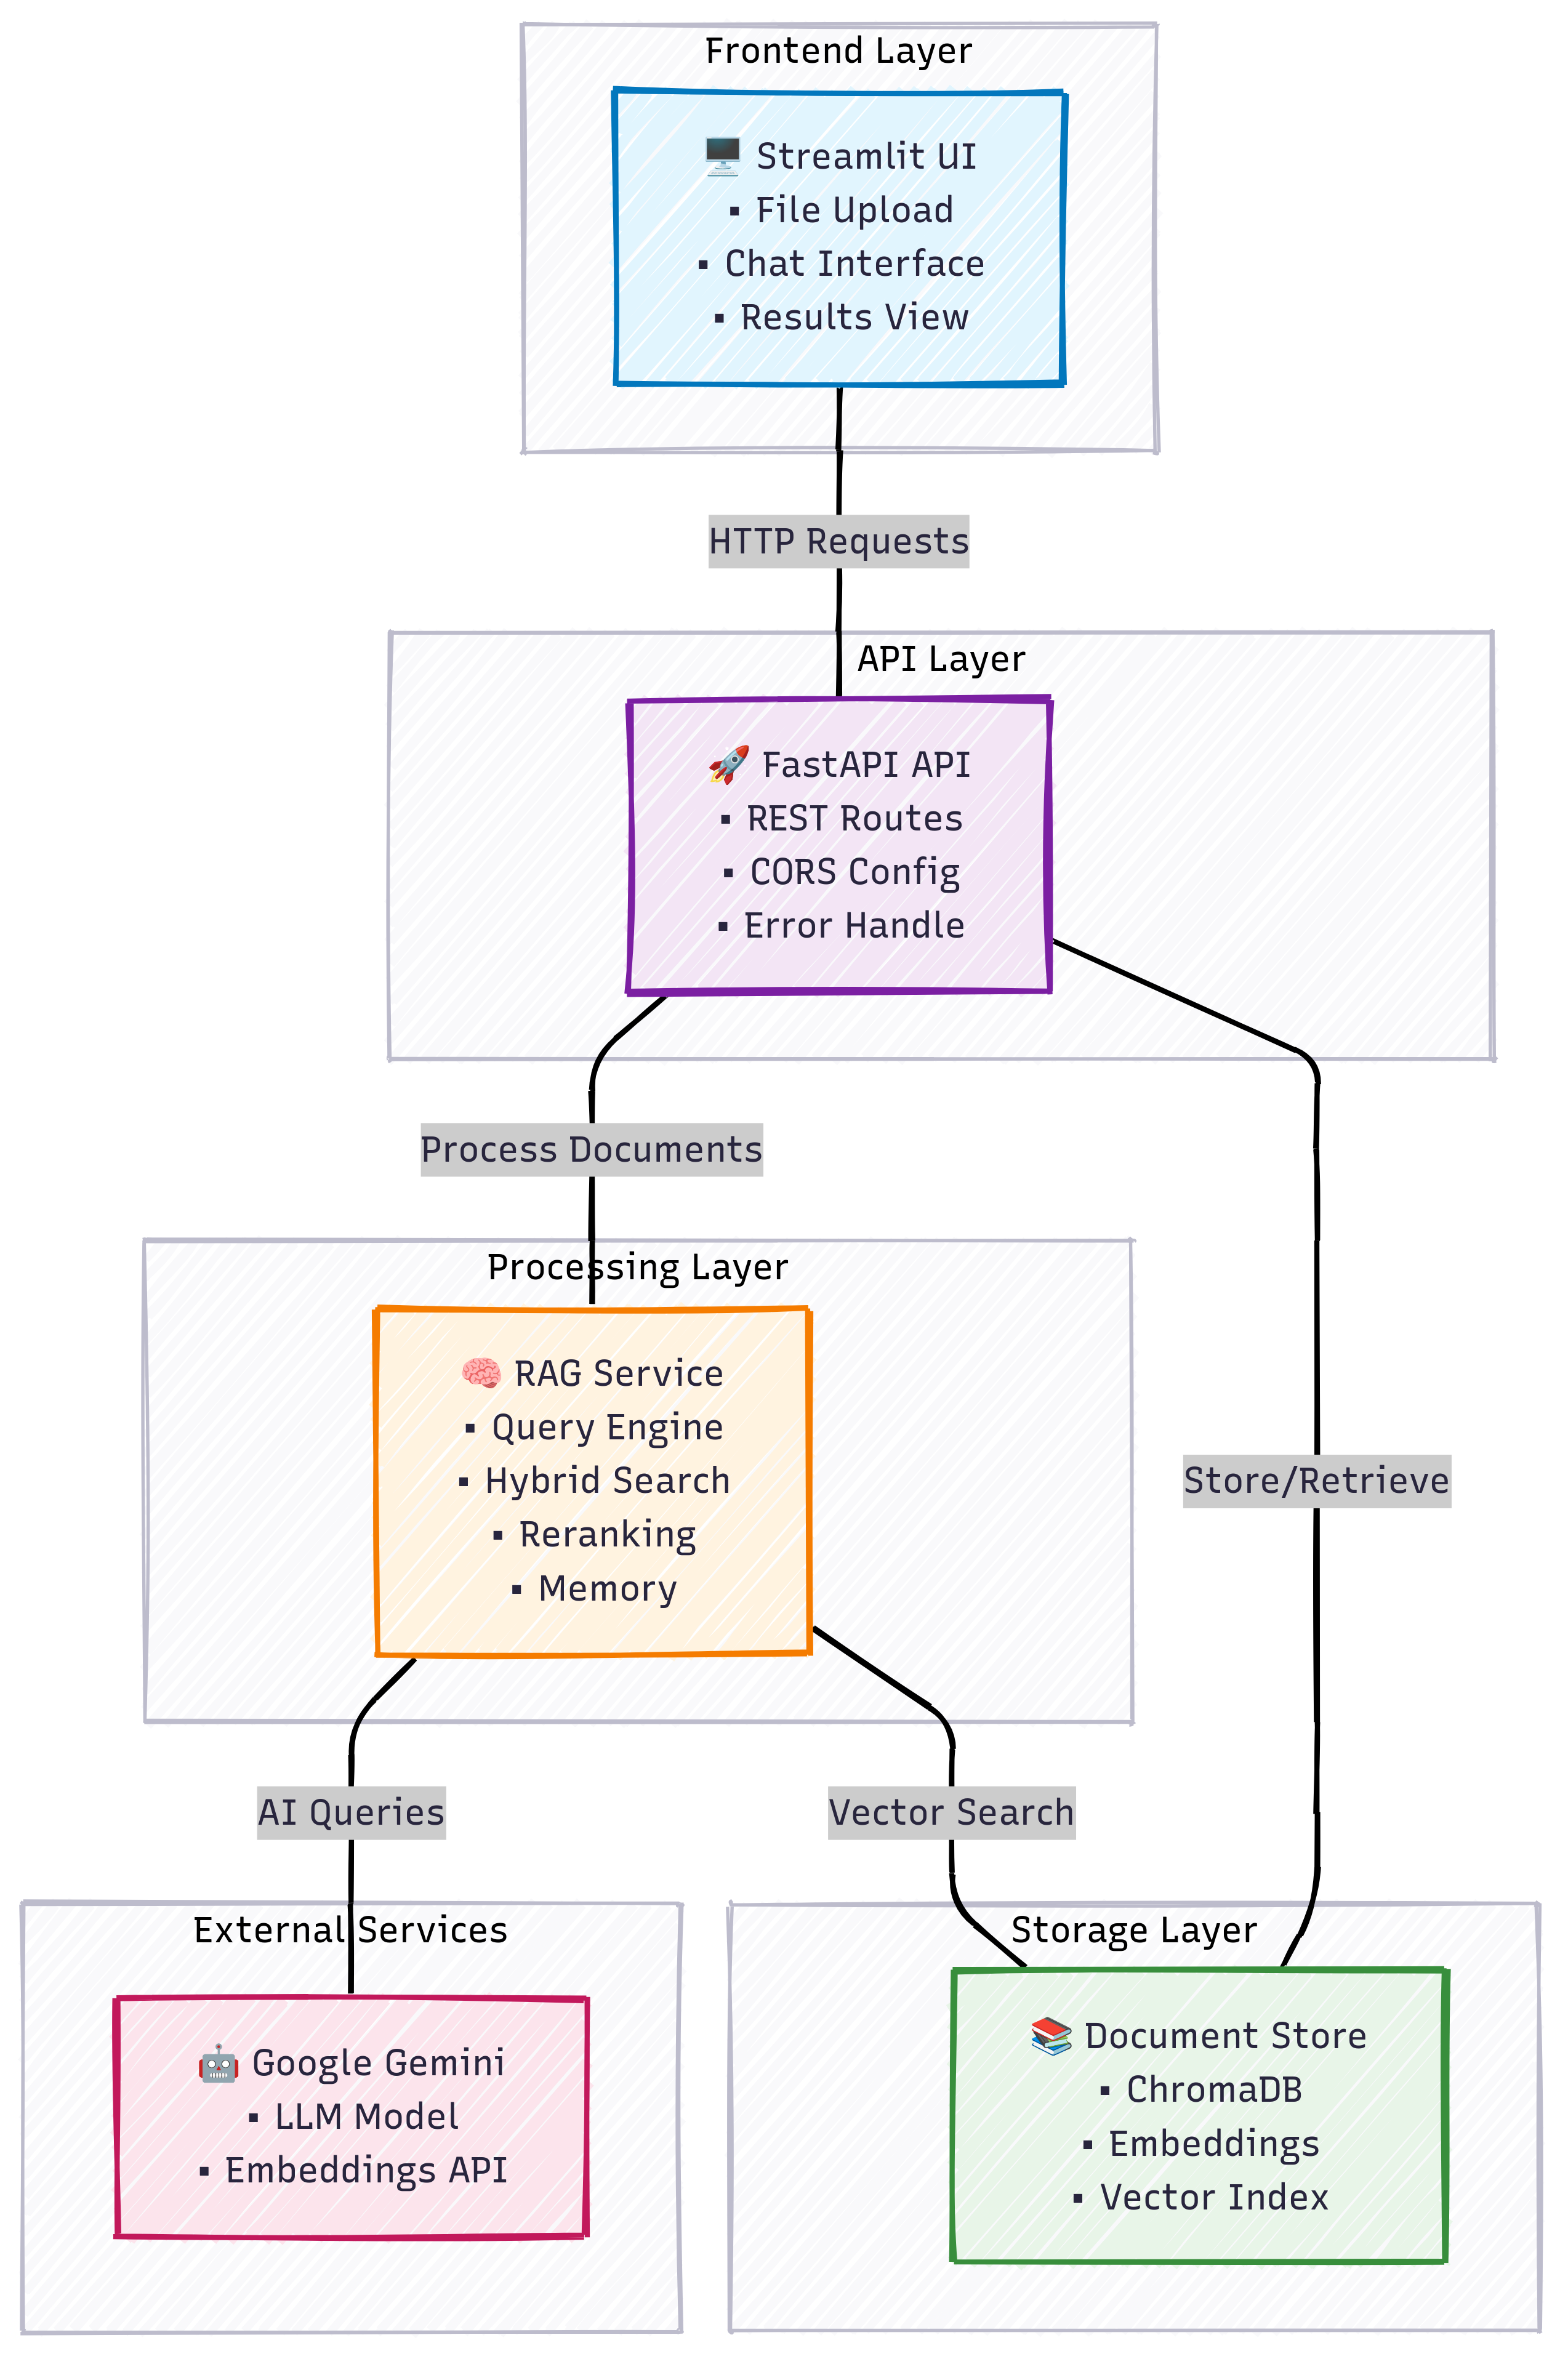 Frontend Layer
🖥️ Streamlit UI
▪ File Upload
▪ Chat Interface
▪ Results View
HTTP Requests
API Layer
🚀 FastAPI API
▪ REST Routes
▪ CORS Config
▪ Error Handle
Process Documents
Processing Layer
🧠 RAG Service
▪ Query Engine
▪ Hybrid Search
▪ Reranking
▪ Memory
Store/Retrieve
AI Queries
Vector Search
External Services
🤖 Google Gemini
▪ LLM Model
▪ Embeddings API
Storage Layer
📚 Document Store
▪ ChromaDB
▪ Embeddings
▪ Vector Index